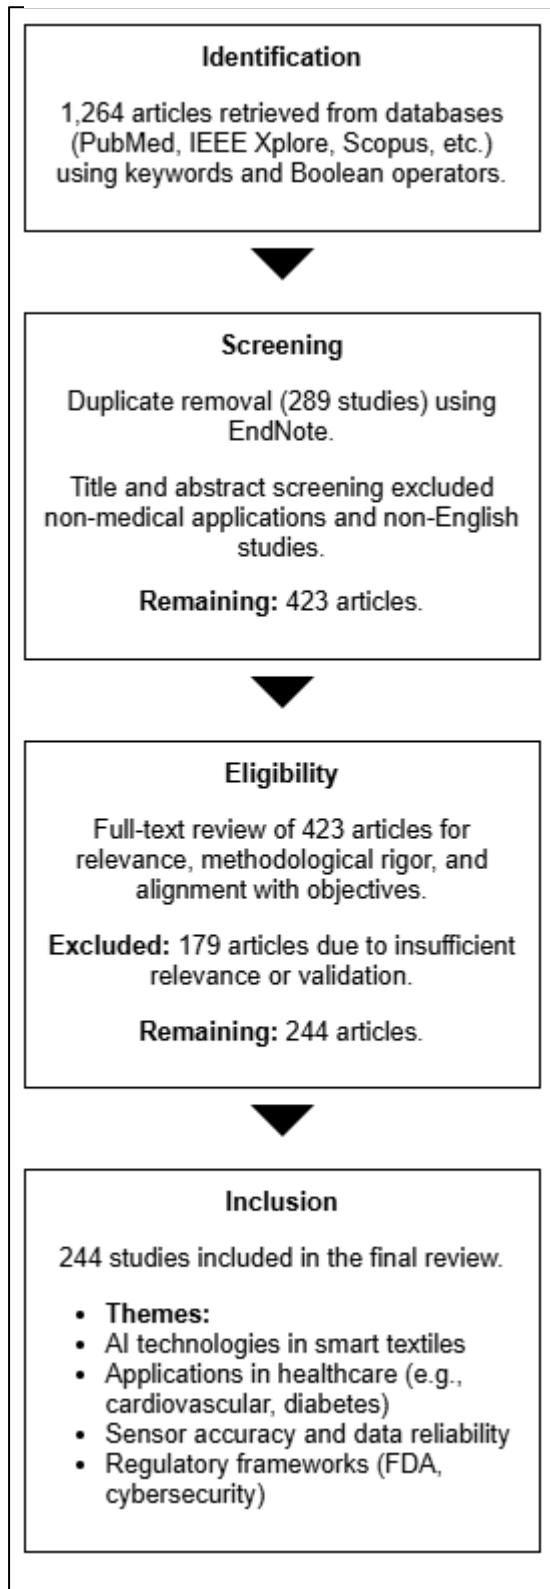 Identification
1,264 articles retrieved from databases
(PubMed, IEEE Xplore, Scopus, etc.)
using keywords and Boolean operators.
Screening
Duplicate removal (289 studies) using
EndNote.
Title and abstract screening excluded
non-medical applications and non-English
studies.
Remaining: 423 articles.
Eligibility
Full-text review of 423 articles for
relevance, methodological rigor, and
alignment with objectives.
Excluded: 179 articles due to insufficient
relevance or validation.
Remaining: 244 articles.
Inclusion
244 studies included in the final review.
• Themes:
• AI technologies in smart textiles
• Applications in healthcare (e.g.,
cardiovascular, diabetes)
• Sensor accuracy and data reliability
• Regulatory frameworks (FDA,
cybersecurity)